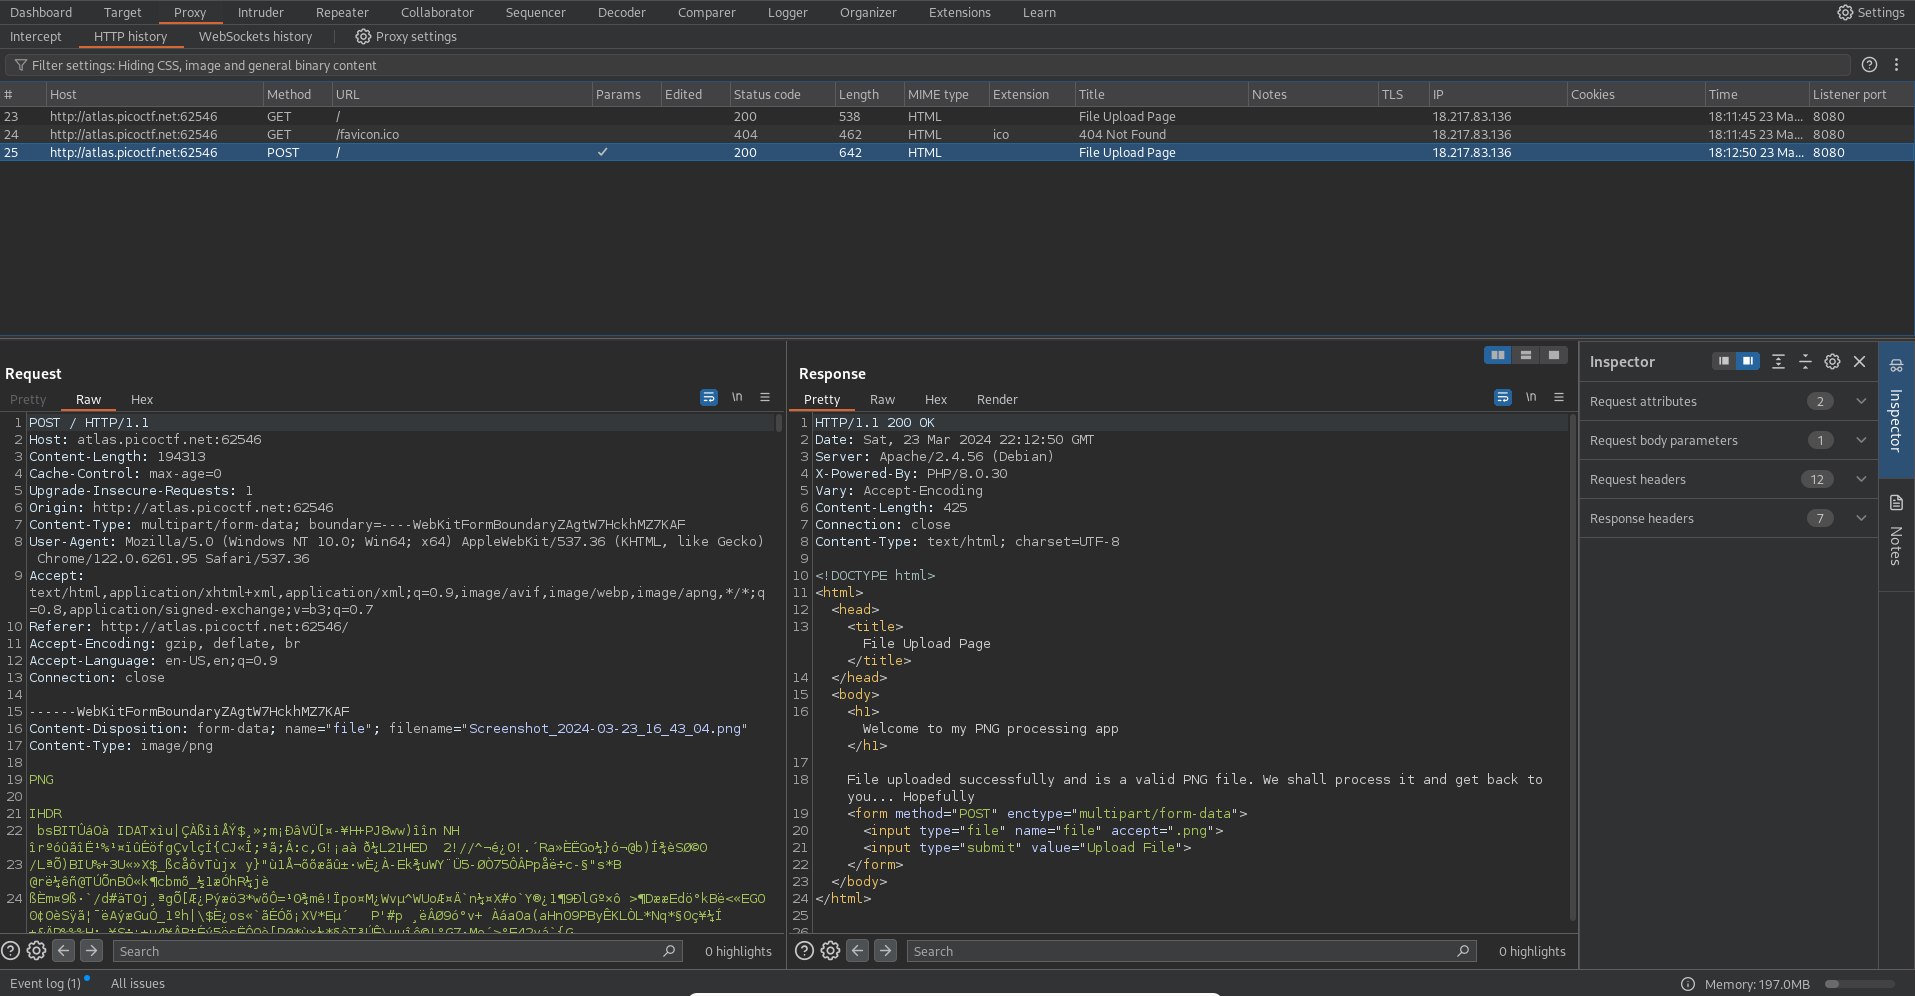 Dashboard Target Proxy Intruder Repeater Collaborator Sequencer Decoder Comparer Logger Organizer Extensions Learn Settings
Intercept HTTP history WebSockets history Proxy settings
Filter settings: Hiding CSS, image and general binary content
# Host Method URL Params Edited Status code Length MIME type Extension Title Notes TLS IP Cookies Time Listener port
23 http://atlas.picoctf.net:62546 GET / 200 538 HTML File Upload Page 18.217.83.136 18:11:45 23 Ma... 8080
24 http://atlas.picoctf.net:62546 GET /favicon.ico 404 462 HTML ico 404 Not Found 18.217.83.136 18:11:45 23 Ma... 8080
25 http://atlas.picoctf.net:62546 POST / ✓ 200 642 HTML File Upload Page 18.217.83.136 18:12:50 23 Ma... 8080
Request
Pretty Raw Hex \n
1 POST / HTTP/1.1
2 Host: atlas.picoctf.net:62546
3 Content-Length: 194313
4 Cache-Control: max-age=0
5 Upgrade-Insecure-Requests: 1
6 Origin: http://atlas.picoctf.net:62546
7 Content-Type: multipart/form-data; boundary=----WebKitFormBoundaryZAgtW7HckhMZ7KAF
8 User-Agent: Mozilla/5.0 (Windows NT 10.0; Win64; x64) AppleWebKit/537.36 (KHTML, like Gecko)
Chrome/122.0.6261.95 Safari/537.36
9 Accept:
text/html,application/xhtml+xml,application/xml;q=0.9,image/avif,image/webp,image/apng,*/*;q
=0.8,application/signed-exchange;v=b3;q=0.7
10 Referer: http://atlas.picoctf.net:62546/
11 Accept-Encoding: gzip, deflate, br
12 Accept-Language: en-US,en;q=0.9
13 Connection: close
14
15 ------WebKitFormBoundaryZAgtW7HckhMZ7KAF
16 Content-Disposition: form-data; name="file"; filename="Screenshot_2024-03-23_16_43_04.png"
17 Content-Type: image/png
18
19 PNG
20
21 IHDR
22
23
24
0 highlights
Search
Response
Pretty Raw Hex Render \n
1 HTTP/1.1 200 OK
2 Date: Sat, 23 Mar 2024 22:12:50 GMT
3 Server: Apache/2.4.56 (Debian)
4 X-Powered-By: PHP/8.0.30
5 Vary: Accept-Encoding
6 Content-Length: 425
7 Connection: close
8 Content-Type: text/html; charset=UTF-8
9
10 <!DOCTYPE html>
11 <html>
12 <head>
13 <title>
File Upload Page
</title>
14 </head>
15 <body>
16 <h1>
Welcome to my PNG processing app
</h1>
17
18 File uploaded successfully and is a valid PNG file. We shall process it and get back to
you... Hopefully
19 <form method="POST" enctype="multipart/form-data">
20 <input type="file" name="file" accept=".png">
21 <input type="submit" value="Upload File">
22 </form>
23 </body>
24 </html>
25
26
Search
0 highlights
Inspector
Request attributes 2
Request body parameters 1
Request headers 12
Response headers 7
Inspector
Notes
Event log (1) All issues
Memory: 197.0MB